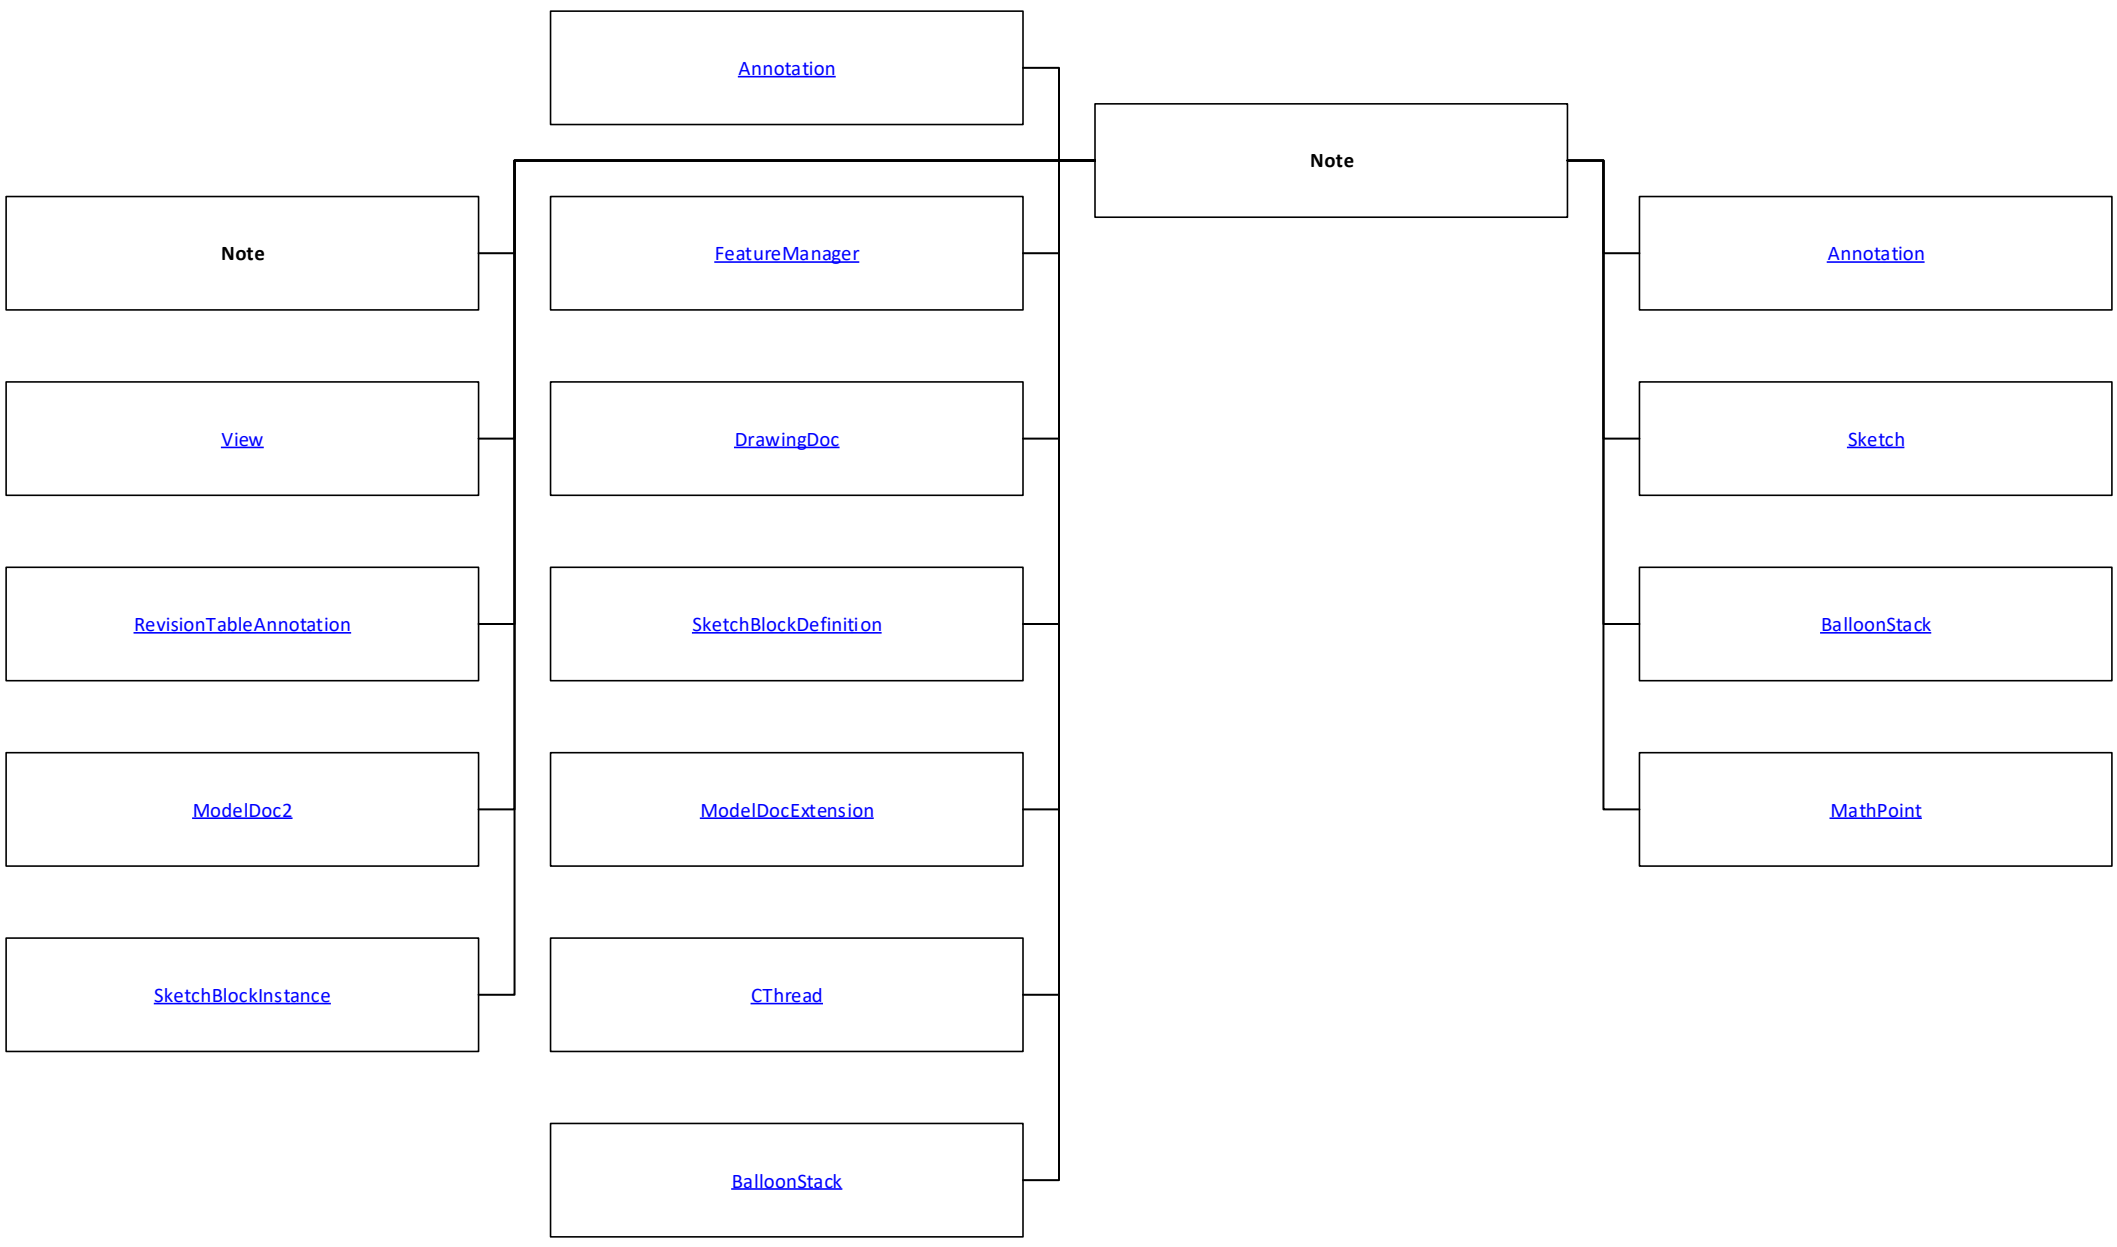 Annotation
Note
Note
FeatureManager
Annotation
View
DrawingDoc
Sketch
RevisionTableAnnotation
SketchBlockDefinition
BalloonStack
ModelDoc2
ModelDocExtension
MathPoint
SketchBlockInstance
CThread
BalloonStack